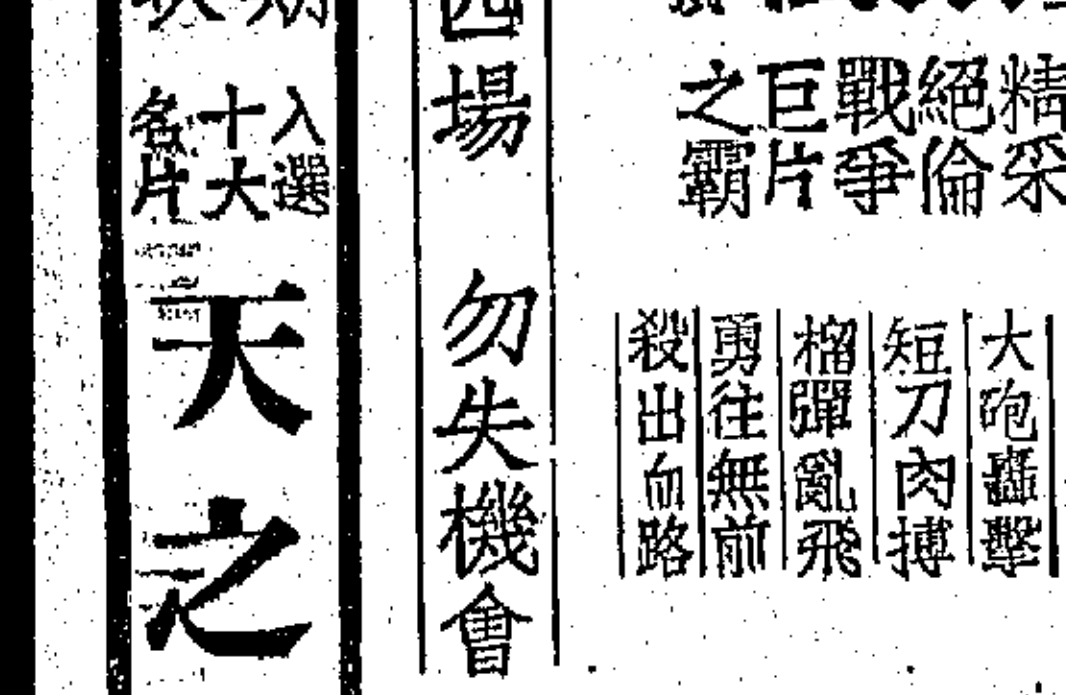 精采
絕倫
戰爭
巨片
之霸
大砲轟擊
短刀肉搏
榴彈亂飛
勇往無前
殺出血路
場 勿失機會
入選
十大
名片
天之